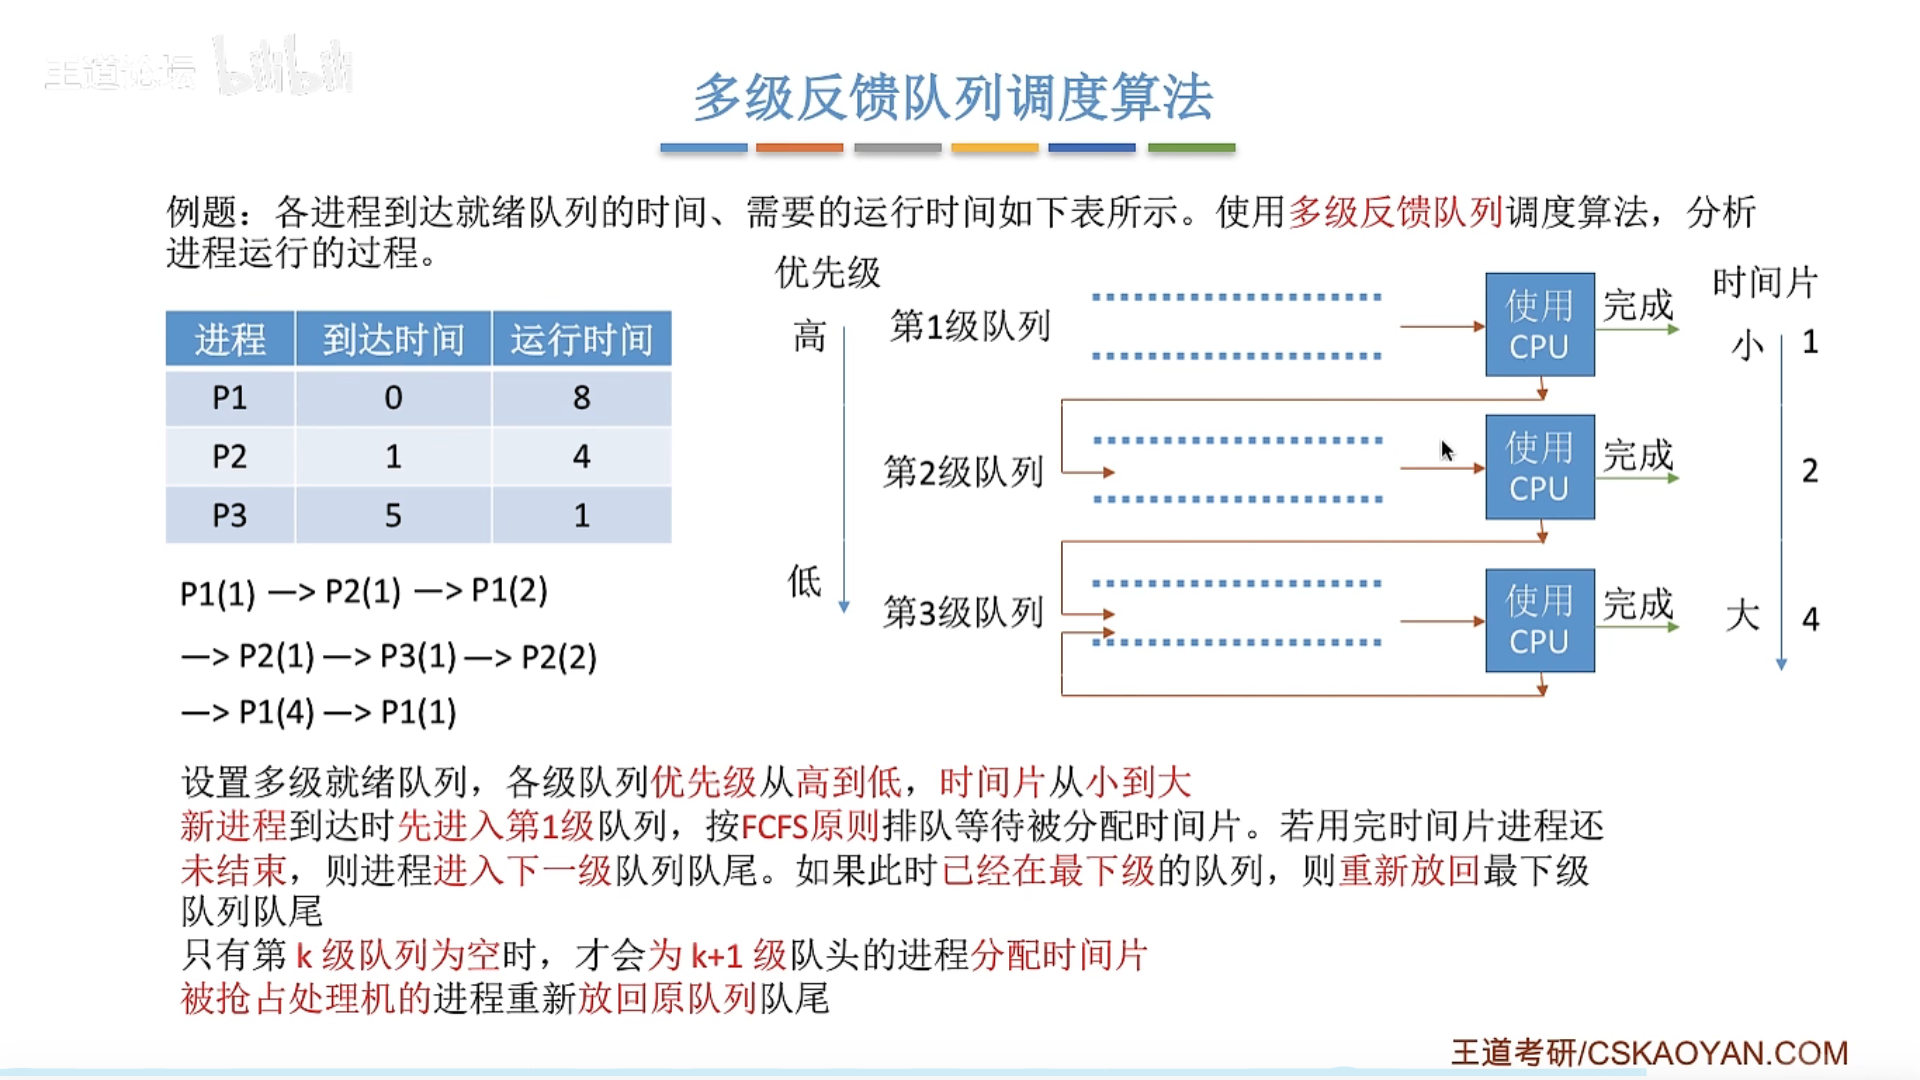 王道论坛 bilibili
多级反馈队列调度算法
例题：各进程到达就绪队列的时间、需要的运行时间如下表所示。使用多级反馈队列调度算法，分析
进程运行的过程。
进程 到达时间 运行时间
P1 0 8
P2 1 4
P3 5 1
P1(1) —> P2(1) —> P1(2)
—> P2(1) —> P3(1) —> P2(2)
—> P1(4) —> P1(1)
优先级
高
低
第1级队列
使用
CPU
完成
第2级队列
使用
CPU
完成
第3级队列
使用
CPU
完成
时间片
小 1
2
大 4
设置多级就绪队列，各级队列优先级从高到低，时间片从小到大
新进程到达时先进入第1级队列，按FCFS原则排队等待被分配时间片。若用完时间片进程还
未结束，则进程进入下一级队列队尾。如果此时已经在最下级的队列，则重新放回最下级
队列队尾
只有第 k 级队列为空时，才会为 k+1 级队头的进程分配时间片
被抢占处理机的进程重新放回原队列队尾
王道考研/CSKAOYAN.COM